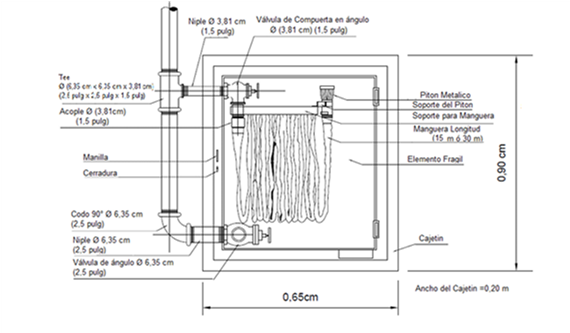 Niple Ø 3,81 cm
(1,5 pulg)
Válvula de Compuerta en ángulo
Ø (3,81 cm) (1,5 pulg)
Tee
Ø (6,35 cm x 6.35 cm x 3,81 cm)
(2.5 pulg x 2,5 pulg x 1,5 pulg)
Acople Ø (3,81cm)
(1,5 pulg)
Piton Metalico
Soporte del Piton
Soporte para Manguera
Manguera Longitud
(15 m ó 30 m)
Elemento Fragil
Manilla
Cerradura
0,90 cm
Codo 90° Ø 6,35 cm
(2,5 pulg)
Niple Ø 6,35 cm
(2,5 pulg)
Válvula de ángulo Ø 6,35 cm
(2,5 pulg)
Cajetin
Ancho del Cajetin =0,20 m
0,65cm